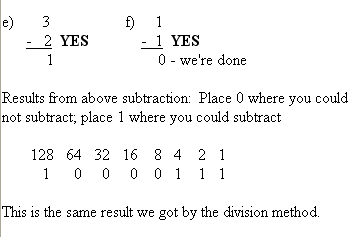 e) 3 f) 1
- 2 YES - 1 YES
1 0 - we're done
Results from above subtraction: Place 0 where you could
not subtract; place 1 where you could subtract
128 64 32 16 8 4 2 1
1 0 0 0 0 1 1 1
This is the same result we got by the division method.